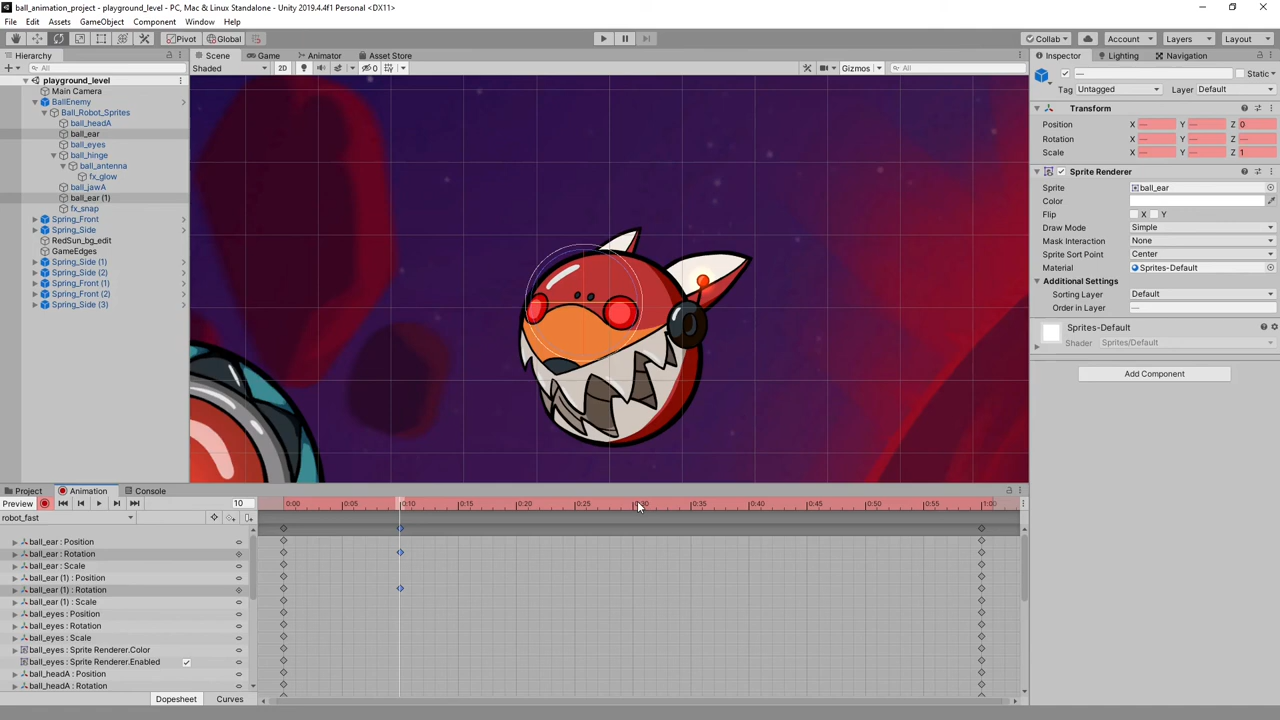 ball_animation_project - playground_level - PC, Mac & Linux Standalone - Unity 2019.4.4f1 Personal <DX11>
File Edit Assets GameObject Component Window Help
Pivot Global Collab Account Layers Layout
Hierarchy
All
playground_level
Main Camera
BallEnemy
Ball_Robot_Sprites
ball_headA
ball_ear
ball_eyes
ball_hinge
ball_antenna
fx_glow
ball_jawA
ball_ear (1)
fx_snap
Spring_Front
Spring_Side
RedSun_bg_edit
GameEdges
Spring_Side (1)
Spring_Side (2)
Spring_Front (1)
Spring_Front (2)
Spring_Side (3)
Scene Game Animator Asset Store
Shaded 2D 0 Gizmos All
Inspector Lighting Navigation
— Static
Tag Untagged Layer Default
Transform
Position X — Y — Z 0
Rotation X — Y — Z —
Scale X — Y — Z 1
Sprite Renderer
Sprite ball_ear
Color
Flip X Y
Draw Mode Simple
Mask Interaction None
Sprite Sort Point Center
Material Sprites-Default
Additional Settings
Sorting Layer Default
Order in Layer —
Sprites-Default
Shader Sprites/Default
Add Component
Project Animation Console
Preview 10
0:00 0:05 0:10 0:15 0:20 0:25 0:30 0:35 0:40 0:45 0:50 0:55 1:00
robot_fast
ball_ear : Position
ball_ear : Rotation
ball_ear : Scale
ball_ear (1) : Position
ball_ear (1) : Rotation
ball_ear (1) : Scale
ball_eyes : Position
ball_eyes : Rotation
ball_eyes : Scale
ball_eyes : Sprite Renderer.Color
ball_eyes : Sprite Renderer.Enabled
ball_headA : Position
ball_headA : Rotation
Dopesheet Curves